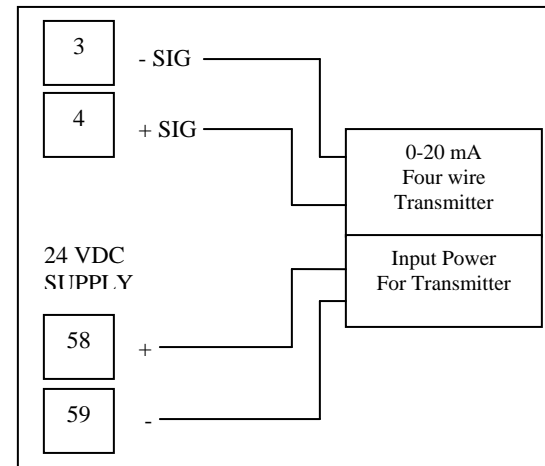 3
- SIG
4
+ SIG
0-20 mA
Four wire
Transmitter
24 VDC
SUPPLY
Input Power
For Transmitter
58
+
59
-